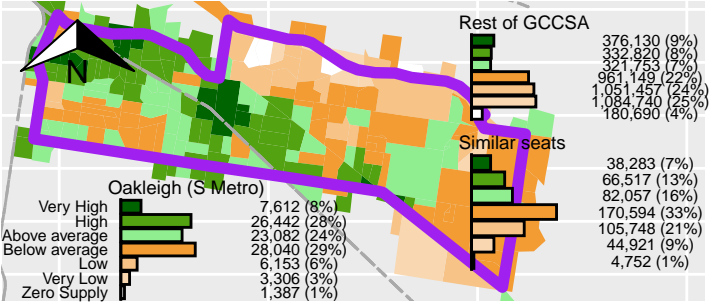 Rest of GCCSA
376,130 (9%)
332,820 (8%)
321,753 (7%)
961,149 (22%)
1,051,457 (24%)
1,084,740 (25%)
180,690 (4%)
N
Similar seats
38,283 (7%)
66,517 (13%)
82,057 (16%)
170,594 (33%)
105,748 (21%)
44,921 (9%)
4,752 (1%)
Oakleigh (S Metro)
Very High 7,612 (8%)
High 26,442 (28%)
Above average 23,082 (24%)
Below average 28,040 (29%)
Low 6,153 (6%)
Very Low 3,306 (3%)
Zero Supply 1,387 (1%)